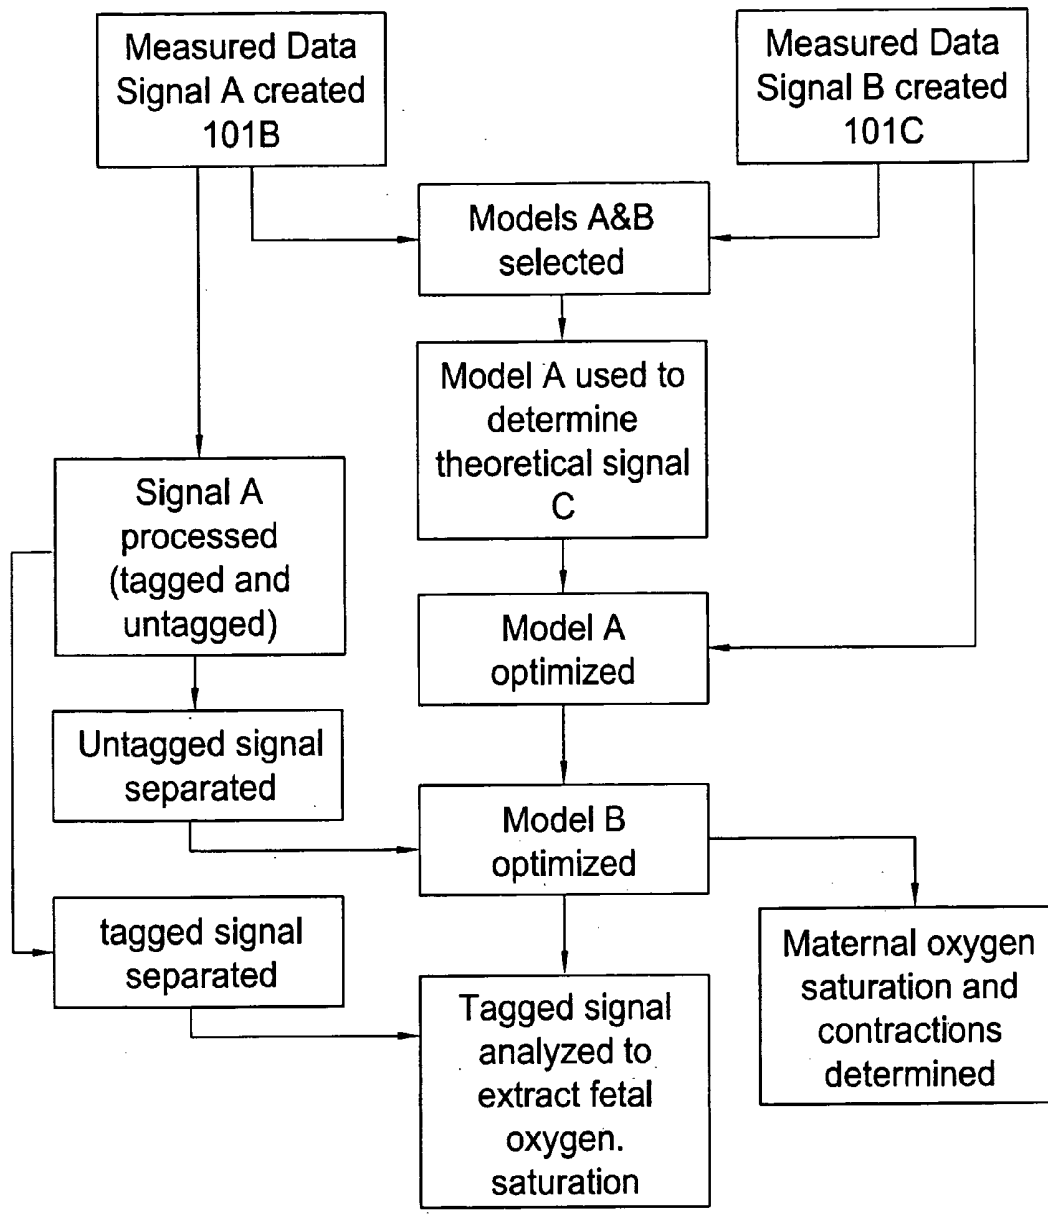 Measured Data
Signal A created
101B
Measured Data
Signal B created
101C
Models A&B
selected
Model A used to
determine
theoretical signal
C
Signal A
processed
(tagged and
untagged)
Model A
optimized
Untagged signal
separated
Model B
optimized
tagged signal
separated
Maternal oxygen
saturation and
contractions
determined
Tagged signal
analyzed to
extract fetal
oxygen.
saturation